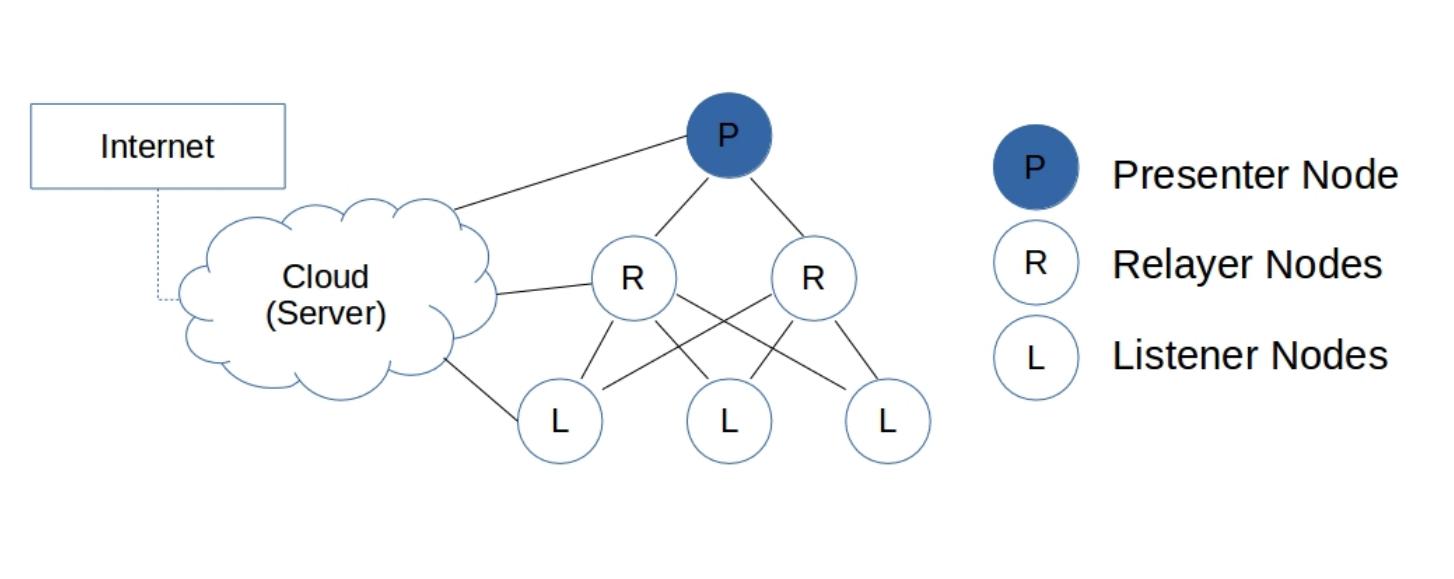 Internet
Cloud
(Server)
P
R
R
L
L
L
P
Presenter Node
R
Relayer Nodes
L
Listener Nodes